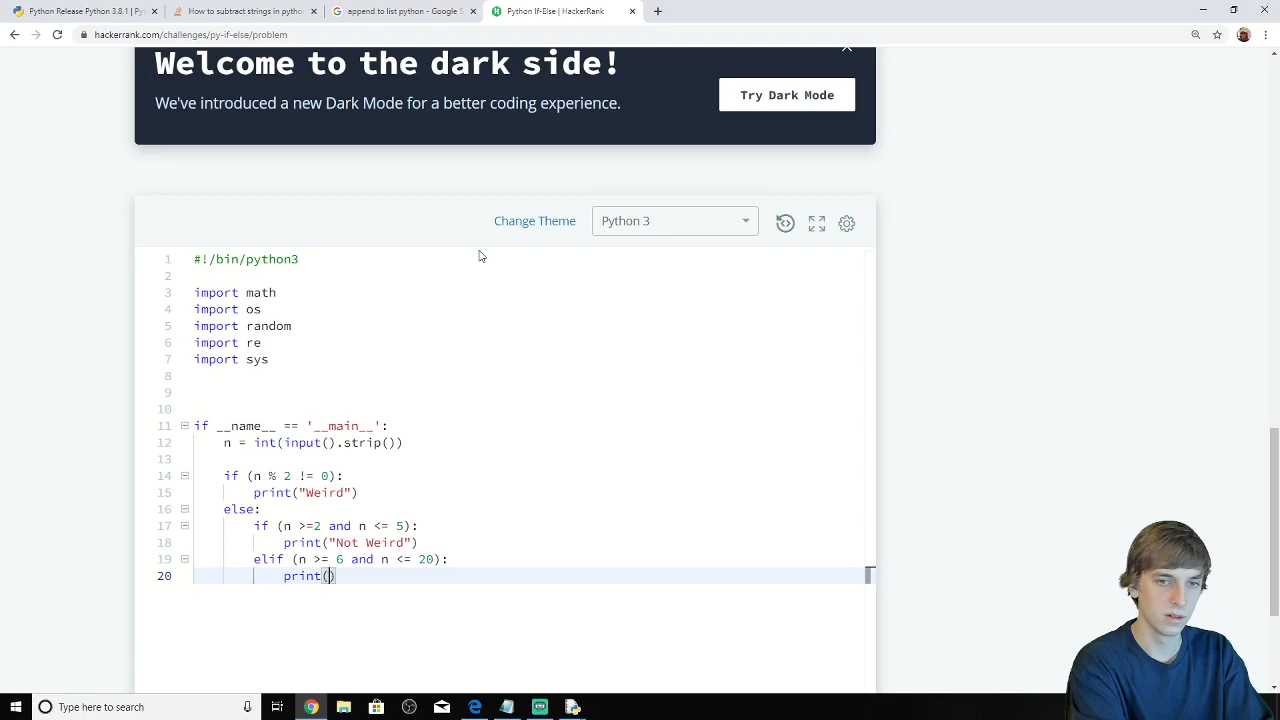 Python Release Python 3.8.1 | Py
How to subtract strings in python
append to list python - Google S
Python If-Else | HackerRank
hackerrank.com/challenges/py-if-else/problem
Welcome to the dark side!
We've introduced a new Dark Mode for a better coding experience.
Try Dark Mode
Change Theme
Python 3
1 #!/bin/python3
2
3 import math
4 import os
5 import random
6 import re
7 import sys
8
9
10
11 if __name__ == '__main__':
12 n = int(input().strip())
13
14 if (n % 2 != 0):
15 print("Weird")
16 else:
17 if (n >=2 and n <= 5):
18 print("Not Weird")
19 elif (n >= 6 and n <= 20):
20 print()
Type here to search